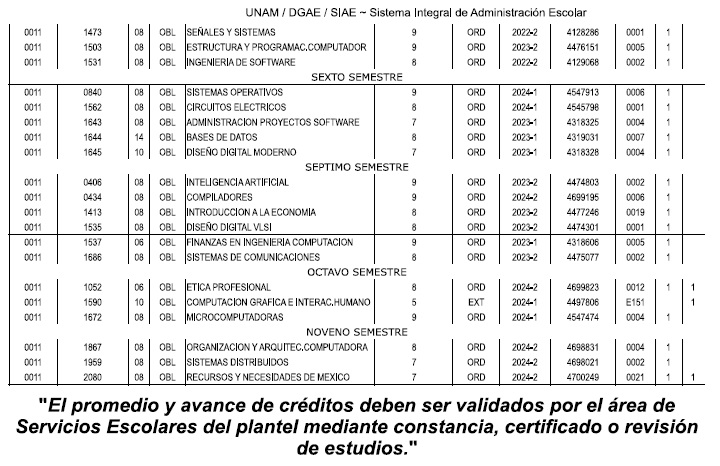 UNAM / DGAE / SIAE ~ Sistema Integral de Administración Escolar
0011 1473 08 OBL SEÑALES Y SISTEMAS 9 ORD 2022-2 4128286 0001 1
0011 1503 08 OBL ESTRUCTURA Y PROGRAMAC.COMPUTADOR 9 ORD 2023-2 4476151 0005 1
0011 1531 08 OBL INGENIERIA DE SOFTWARE 8 ORD 2022-2 4129068 0002 1
SEXTO SEMESTRE
0011 0840 08 OBL SISTEMAS OPERATIVOS 9 ORD 2024-1 4547913 0006 1
0011 1562 08 OBL CIRCUITOS ELECTRICOS 8 ORD 2024-1 4545798 0001 1
0011 1643 08 OBL ADMINISTRACION PROYECTOS SOFTWARE 7 ORD 2023-1 4318325 0004 1
0011 1644 14 OBL BASES DE DATOS 8 ORD 2023-1 4319031 0007 1
0011 1645 10 OBL DISEÑO DIGITAL MODERNO 7 ORD 2023-1 4318328 0004 1
SEPTIMO SEMESTRE
0011 0406 08 OBL INTELIGENCIA ARTIFICIAL 9 ORD 2023-2 4474803 0002 1
0011 0434 08 OBL COMPILADORES 9 ORD 2024-2 4699195 0006 1
0011 1413 08 OBL INTRODUCCION A LA ECONOMIA 8 ORD 2023-2 4477246 0019 1
0011 1535 08 OBL DISEÑO DIGITAL VLSI 8 ORD 2023-2 4474301 0001 1
0011 1537 06 OBL FINANZAS EN INGENIERIA COMPUTACION 9 ORD 2023-1 4318606 0005 1
0011 1686 08 OBL SISTEMAS DE COMUNICACIONES 8 ORD 2023-2 4475077 0002 1
OCTAVO SEMESTRE
0011 1052 06 OBL ETICA PROFESIONAL 8 ORD 2024-2 4699823 0012 1 1
0011 1590 10 OBL COMPUTACION GRAFICA E INTERAC.HUMANO 5 EXT 2024-1 4497806 E151 1
0011 1672 08 OBL MICROCOMPUTADORAS 9 ORD 2024-1 4547474 0004 1
NOVENO SEMESTRE
0011 1867 08 OBL ORGANIZACION Y ARQUITEC.COMPUTADORA 8 ORD 2024-2 4698831 0004 1
0011 1959 08 OBL SISTEMAS DISTRIBUIDOS 7 ORD 2024-2 4698021 0002 1
0011 2080 08 OBL RECURSOS Y NECESIDADES DE MEXICO 7 ORD 2024-2 4700249 0021 1 1
"El promedio y avance de créditos deben ser validados por el área de
Servicios Escolares del plantel mediante constancia, certificado o revisión
de estudios."